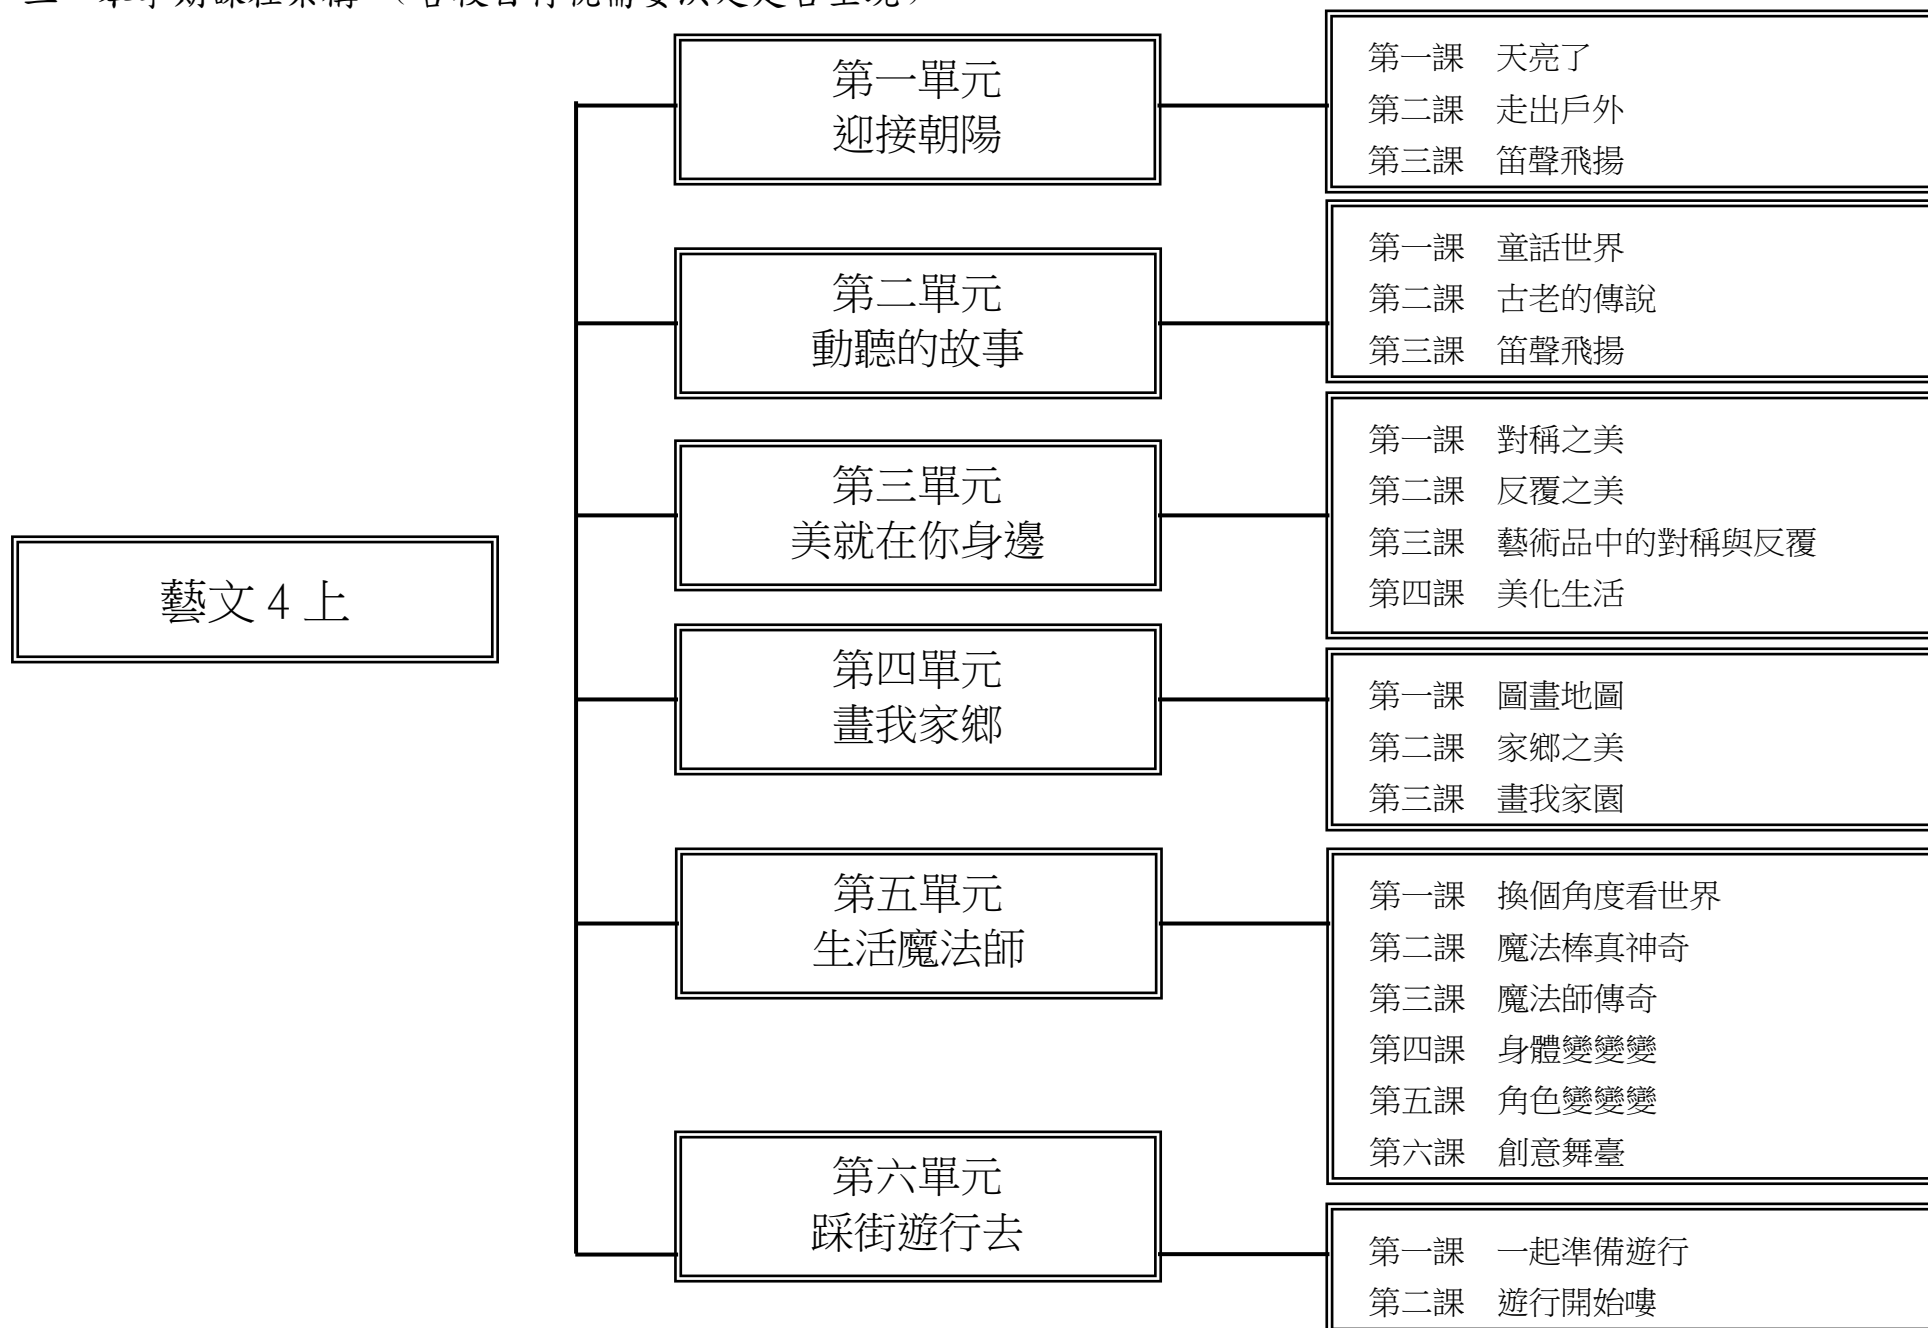 藝文4上
第一單元
迎接朝陽
第一課 天亮了
第二課 走出戶外
第三課 笛聲飛揚
第二單元
動聽的故事
第一課 童話世界
第二課 古老的傳說
第三課 笛聲飛揚
第三單元
美就在你身邊
第一課 對稱之美
第二課 反覆之美
第三課 藝術品中的對稱與反覆
第四課 美化生活
第四單元
畫我家鄉
第一課 圖畫地圖
第二課 家鄉之美
第三課 畫我家園
第五單元
生活魔法師
第一課 換個角度看世界
第二課 魔法棒真神奇
第三課 魔法師傳奇
第四課 身體變變變
第五課 角色變變變
第六課 創意舞臺
第六單元
踩街遊行去
第一課 一起準備遊行
第二課 遊行開始嘍